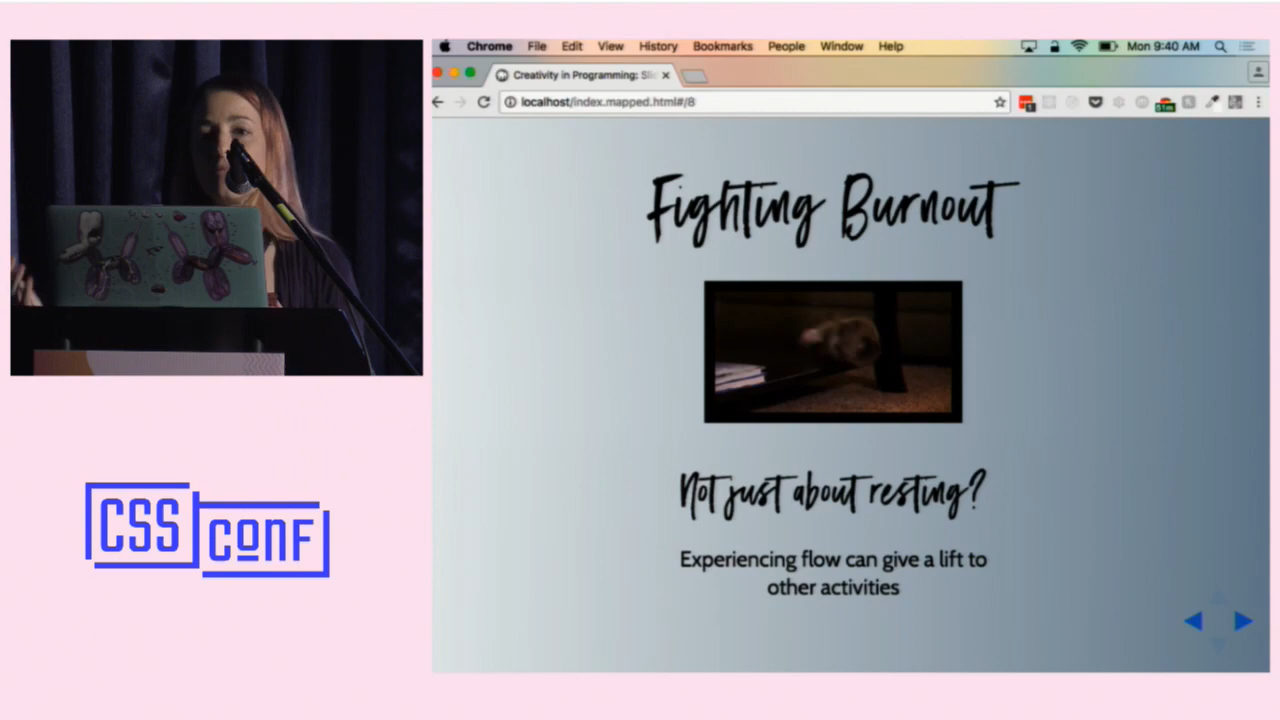 Chrome File Edit View History Bookmarks People Window Help Mon 9:40 AM
Creativity in Programming: Sli
localhost/index.mapped.html#/8
Fighting Burnout
Not just about resting?
Experiencing flow can give a lift to
other activities
CSS
CONF